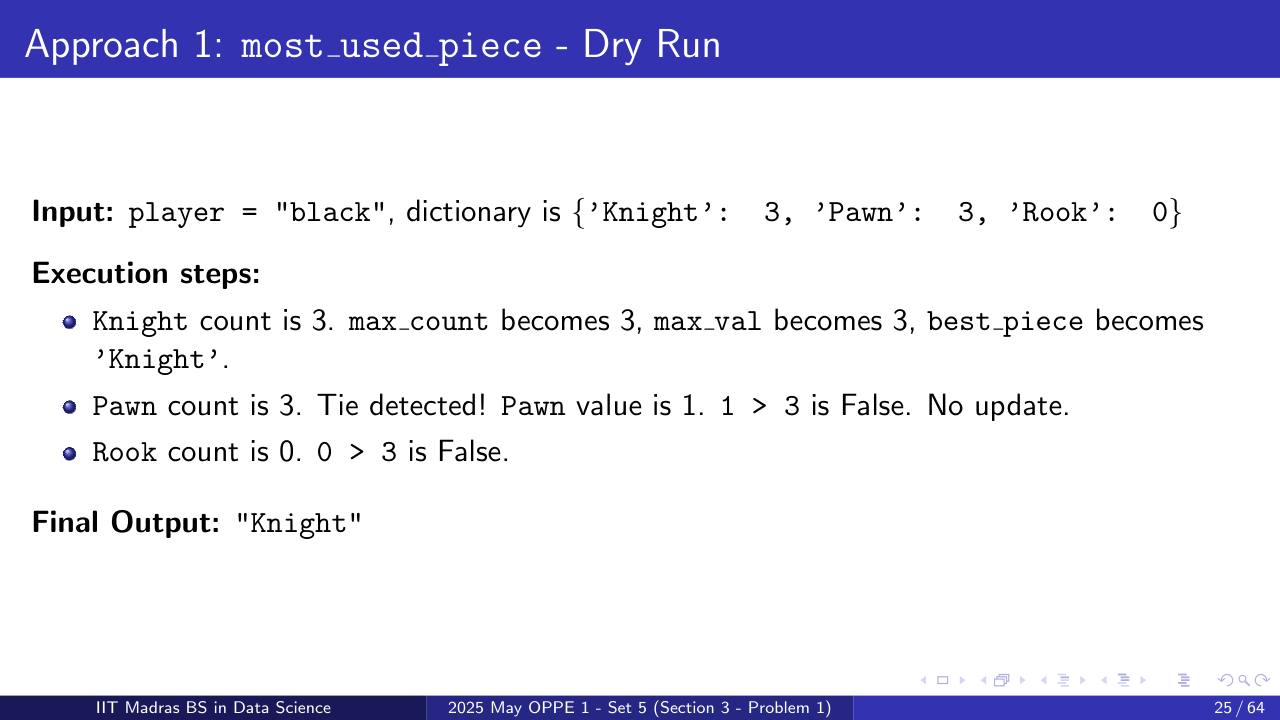 Approach 1: most_used_piece - Dry Run
Input: player = "black", dictionary is {’Knight’: 3, ’Pawn’: 3, ’Rook’: 0}
Execution steps:
Knight count is 3. max_count becomes 3, max_val becomes 3, best_piece becomes
’Knight’.
Pawn count is 3. Tie detected! Pawn value is 1. 1 > 3 is False. No update.
Rook count is 0. 0 > 3 is False.
Final Output: "Knight"
IIT Madras BS in Data Science 2025 May OPPE 1 - Set 5 (Section 3 - Problem 1) 25 / 64